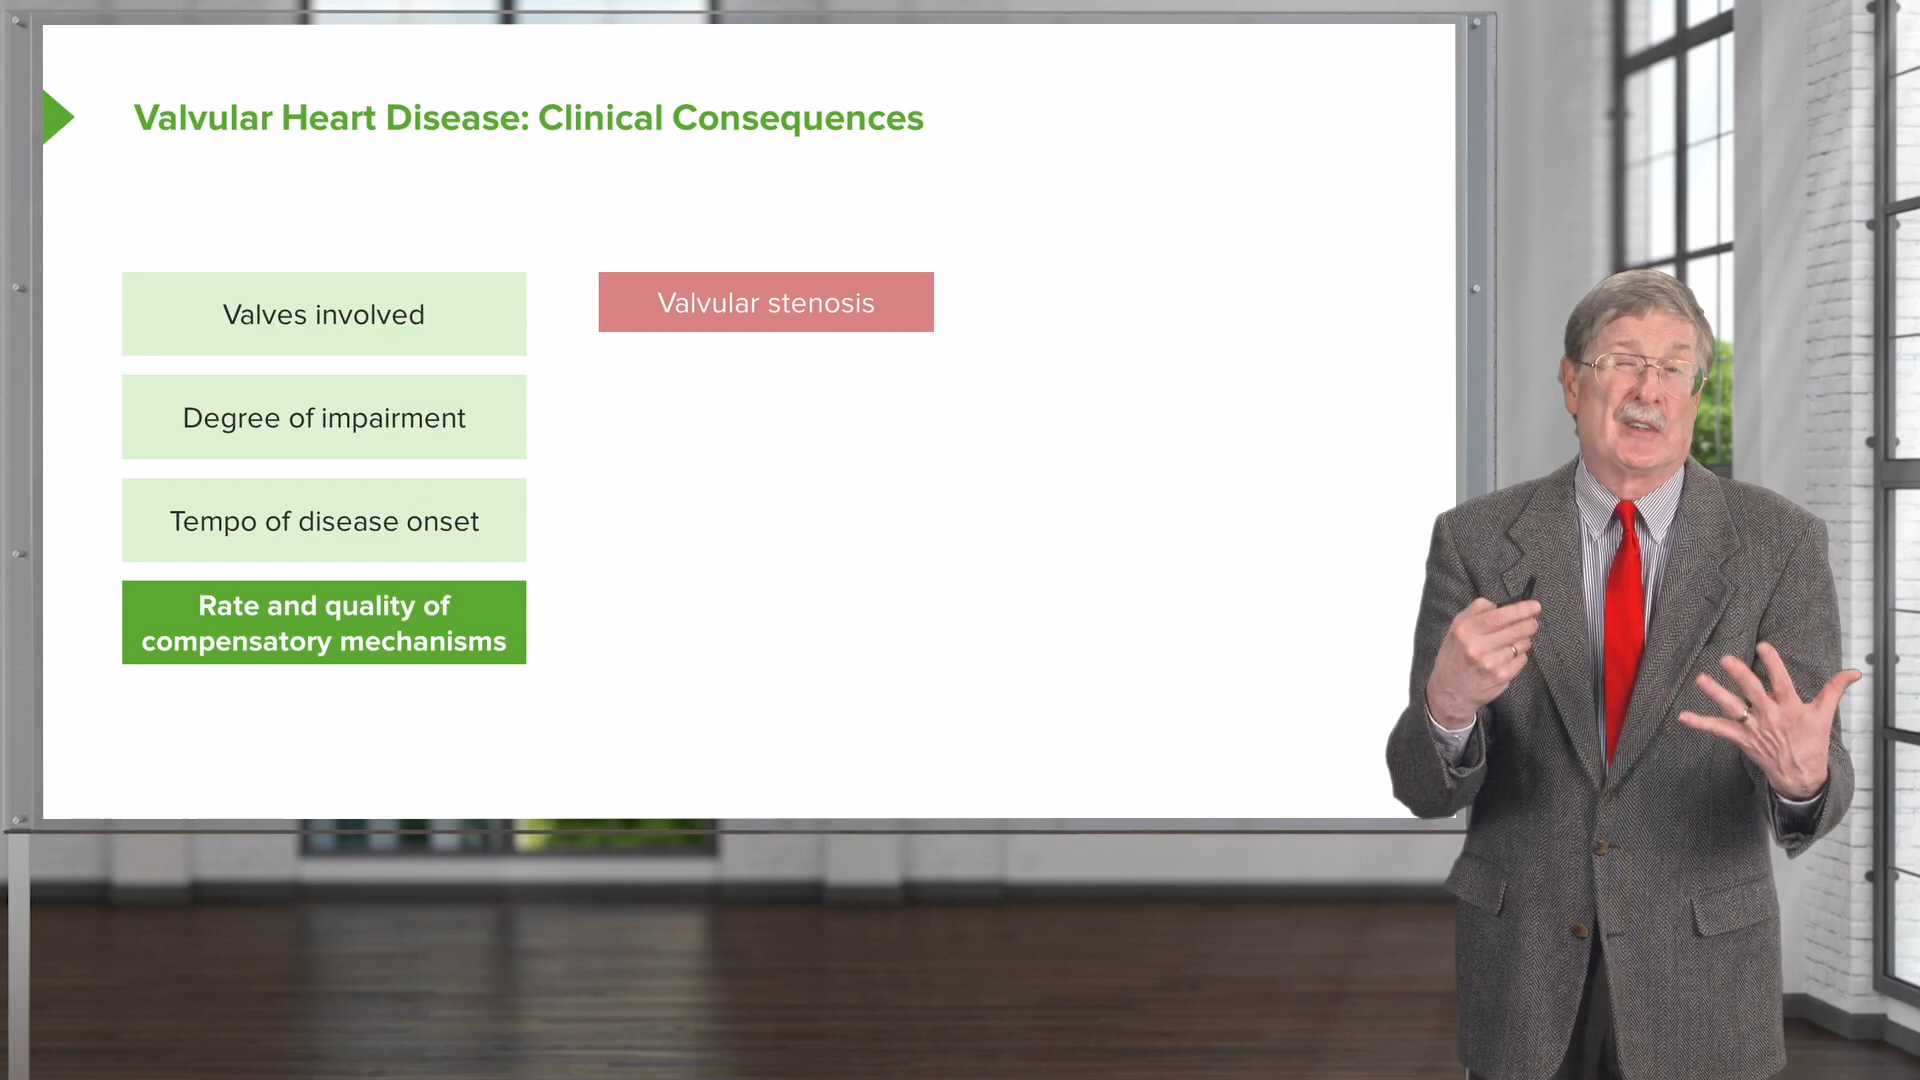 Valvular Heart Disease: Clinical Consequences
Valves involved
Degree of impairment
Tempo of disease onset
Rate and quality of
compensatory mechanisms
Valvular stenosis